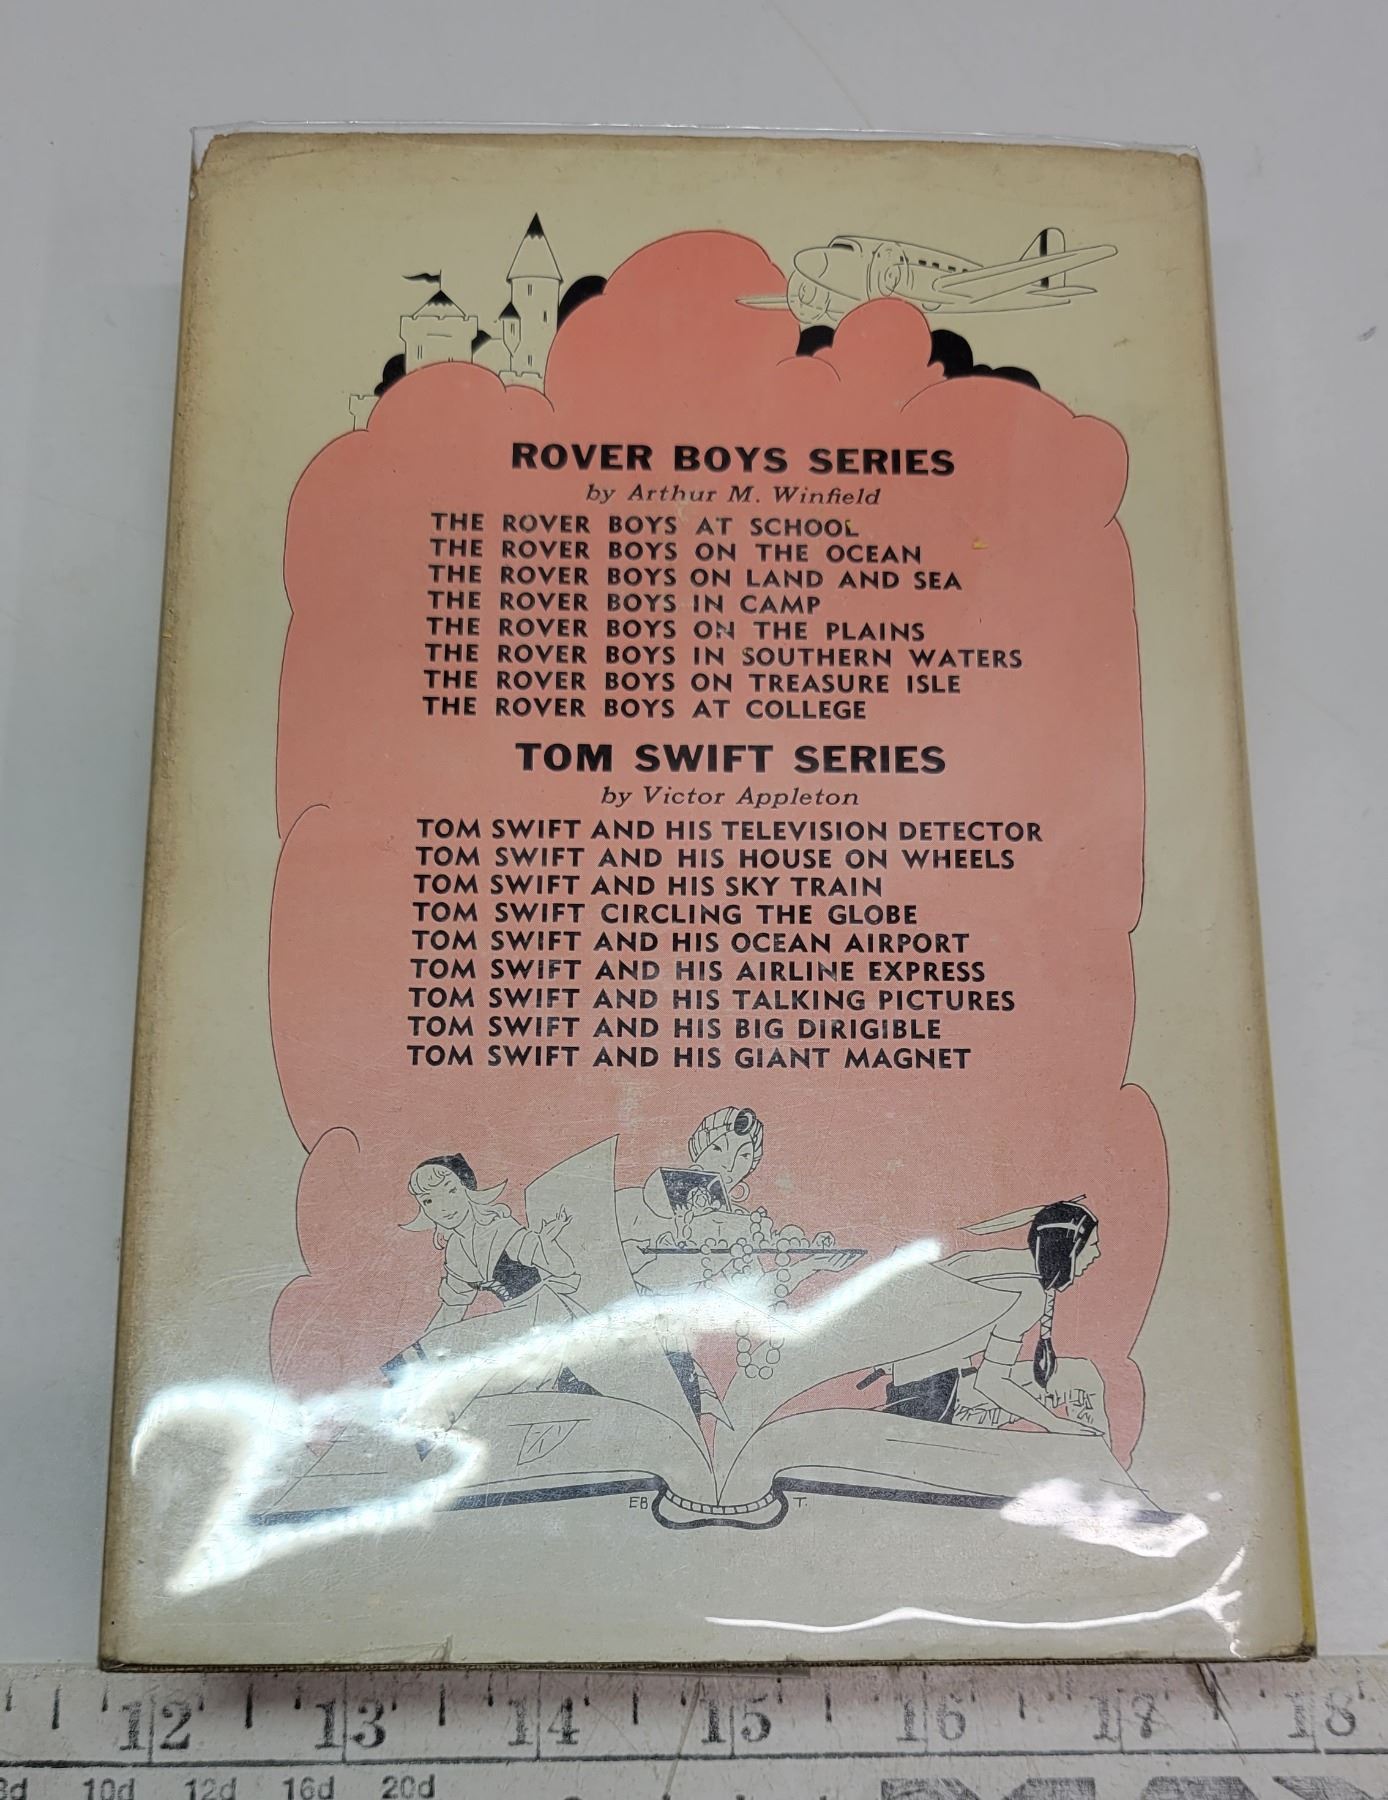 ROVER BOYS SERIES
by Arthur M. Winfield
THE ROVER BOYS AT SCHOOL
THE ROVER BOYS ON THE OCEAN
THE ROVER BOYS ON LAND AND SEA
THE ROVER BOYS IN CAMP
THE ROVER BOYS ON THE PLAINS
THE ROVER BOYS IN SOUTHERN WATERS
THE ROVER BOYS ON TREASURE ISLE
THE ROVER BOYS AT COLLEGE
TOM SWIFT SERIES
by Victor Appleton
TOM SWIFT AND HIS TELEVISION DETECTOR
TOM SWIFT AND HIS HOUSE ON WHEELS
TOM SWIFT AND HIS SKY TRAIN
TOM SWIFT CIRCLING THE GLOBE
TOM SWIFT AND HIS OCEAN AIRPORT
TOM SWIFT AND HIS AIRLINE EXPRESS
TOM SWIFT AND HIS TALKING PICTURES
TOM SWIFT AND HIS BIG DIRIGIBLE
TOM SWIFT AND HIS GIANT MAGNET
EB T.
12 13 14 15 16 17 18
8d 10d 12d 16d 20d